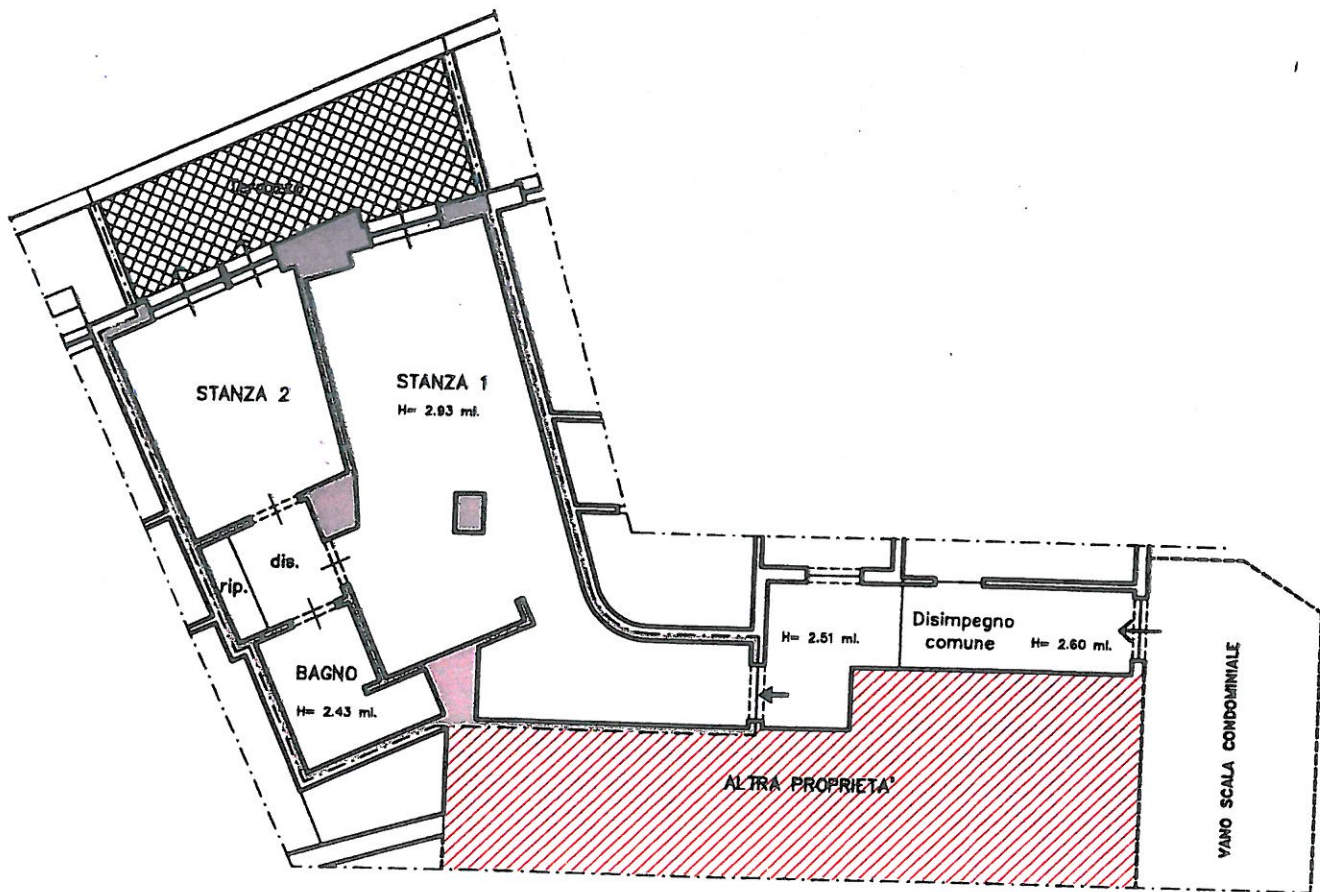 Terrazzo
STANZA 2
STANZA 1
H= 2.93 ml.
rip.
dis.
BAGNO
H= 2.43 ml.
H= 2.51 ml.
Disimpegno
comune
H= 2.60 ml.
ALTRA PROPRIETA'
VANO SCALA CONDOMINIALE